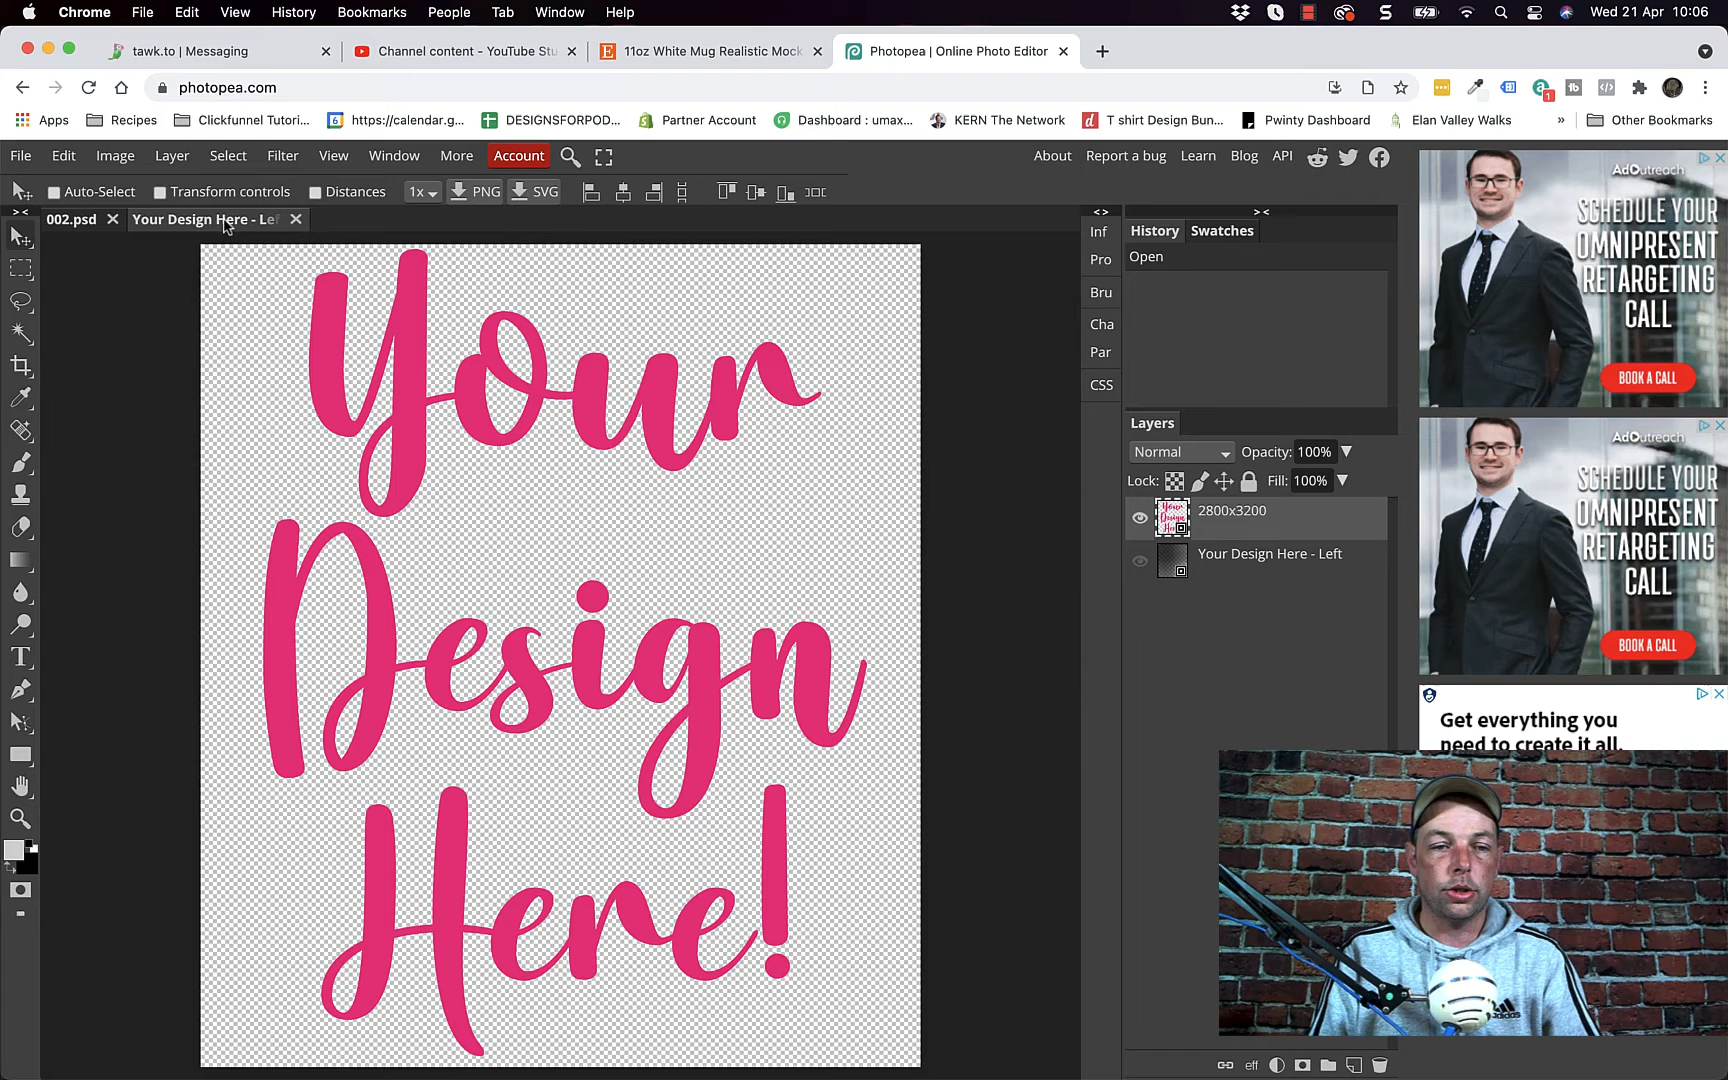 Chrome File Edit View History Bookmarks People Tab Window Help Wed 21 Apr 10:06
tawk.to | Messaging
Channel content - YouTube Stu
11oz White Mug Realistic Mock
Photopea | Online Photo Editor
photopea.com
Apps Recipes Clickfunnel Tutori... https://calendar.g... DESIGNSFORPOD... Partner Account Dashboard : umax... KERN The Network T shirt Design Bun... Pwinty Dashboard Elan Valley Walks » Other Bookmarks
File Edit Image Layer Select Filter View Window More Account About Report a bug Learn Blog API
Auto-Select Transform controls Distances 1x PNG SVG
002.psd Your Design Here - Lef
Your
Design
Here!
Inf
Pro
Bru
Cha
Par
CSS
History Swatches
Open
Layers
Normal Opacity: 100%
Lock: Fill: 100%
2800x3200
Your Design Here - Left
eff
AdOutreach
SCHEDULE YOUR
OMNIPRESENT
RETARGETING
CALL
BOOK A CALL
AdOutreach
SCHEDULE YOUR
OMNIPRESENT
RETARGETING
CALL
BOOK A CALL
Get everything you
need to create it all.
adidas